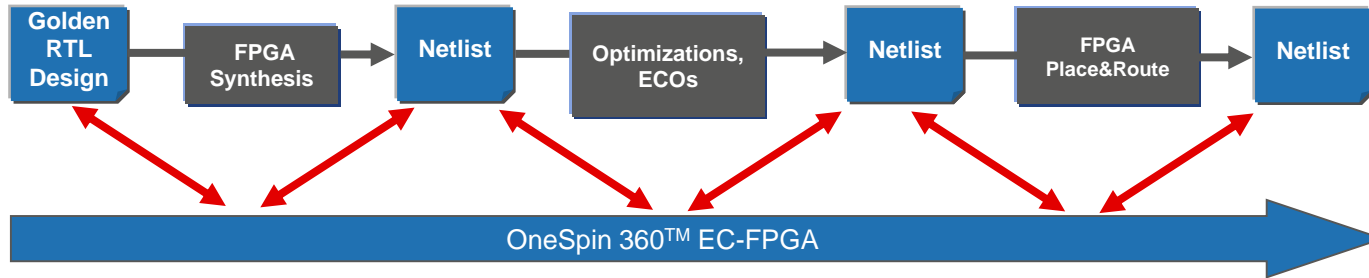 Golden
RTL
Design
FPGA
Synthesis
Netlist
Optimizations,
ECOs
Netlist
FPGA
Place&Route
Netlist
OneSpin 360™ EC-FPGA